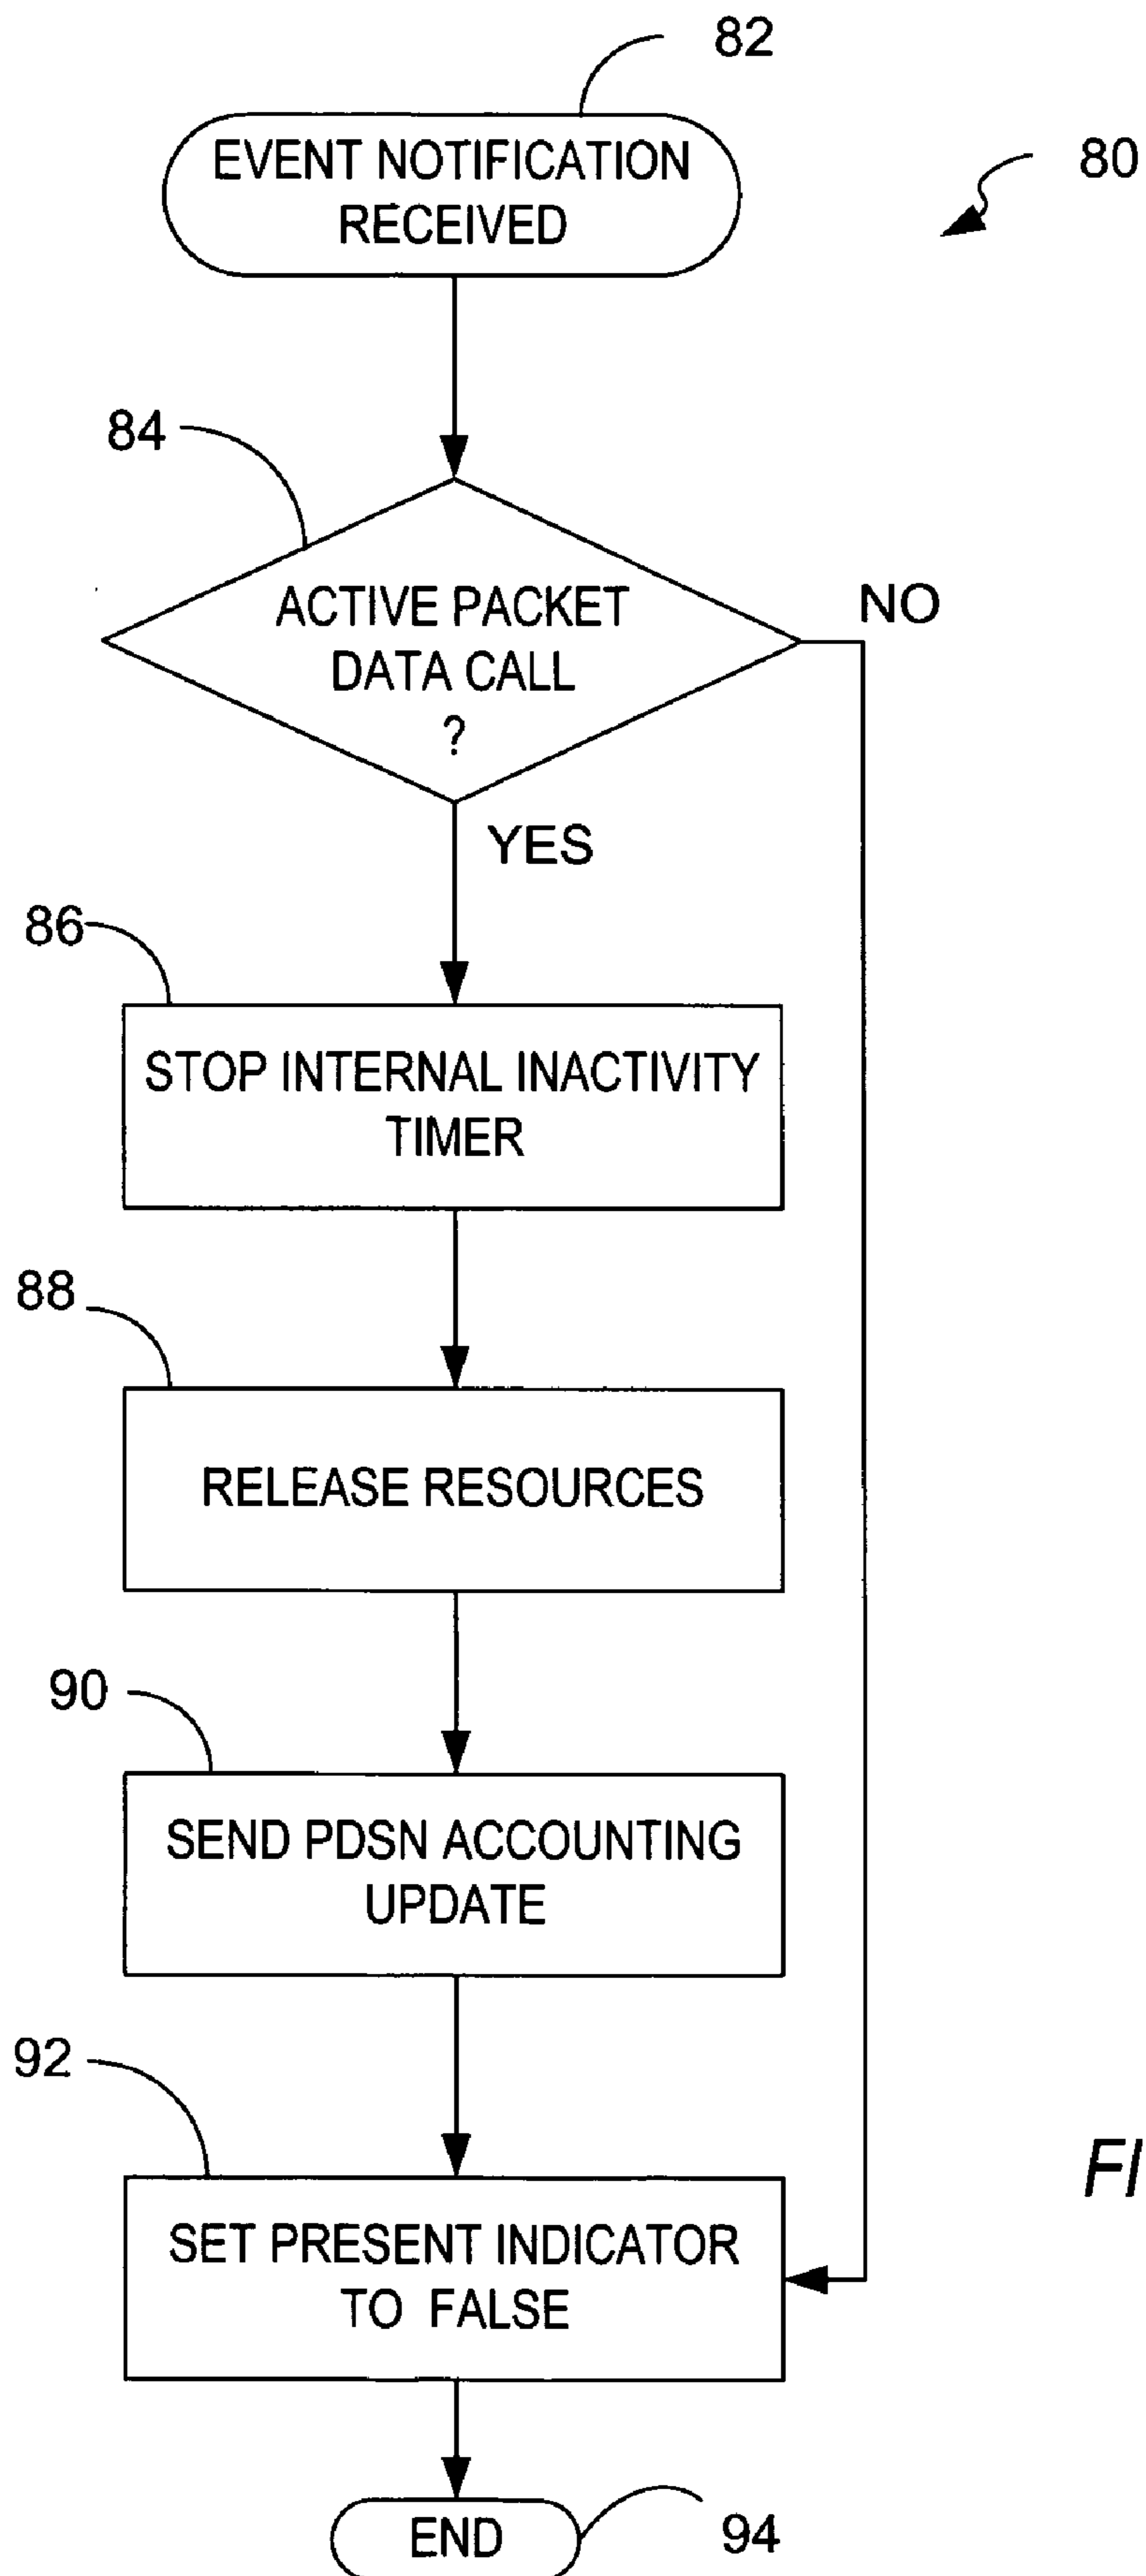 82
EVENT NOTIFICATION
RECEIVED
80
84
ACTIVE PACKET
DATA CALL
?
NO
YES
86
STOP INTERNAL INACTIVITY
TIMER
88
RELEASE RESOURCES
90
SEND PDSN ACCOUNTING
UPDATE
92
SET PRESENT INDICATOR
TO FALSE
FI
END
94